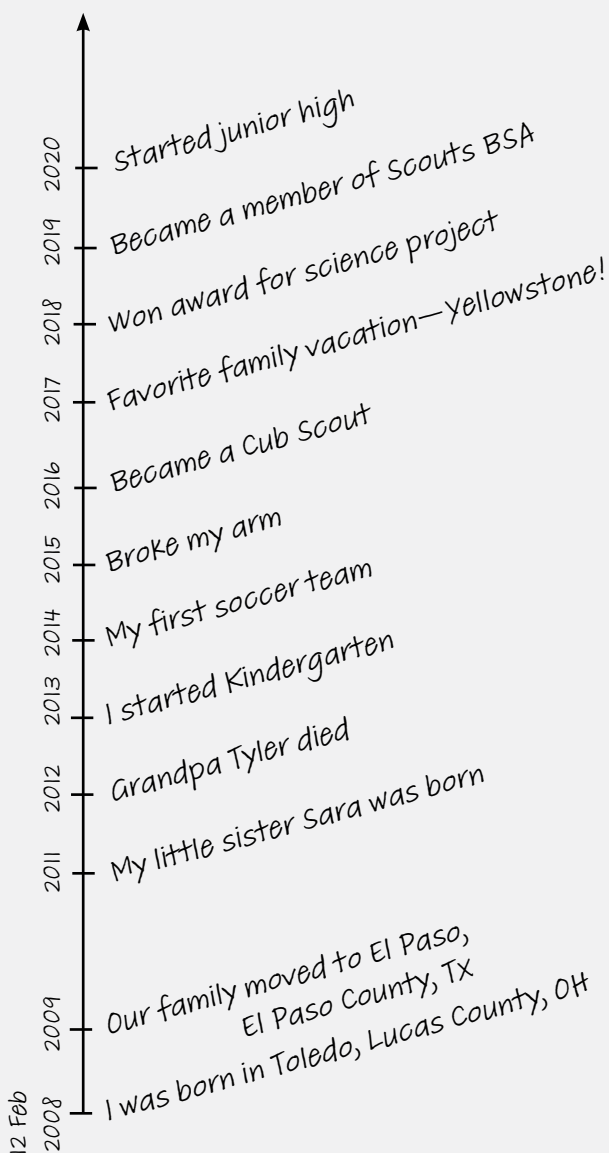 2020 Started junior high
2019 Became a member of Scouts BSA
2018 Won award for science project
2017 Favorite family vacation—Yellowstone!
2016 Became a Cub Scout
2015 Broke my arm
2014 My first soccer team
2013 I started Kindergarten
2012 Grandpa Tyler died
2011 My little sister Sara was born
2009 Our family moved to El Paso,
El Paso County, TX
12 Feb
2008 I was born in Toledo, Lucas County, OH